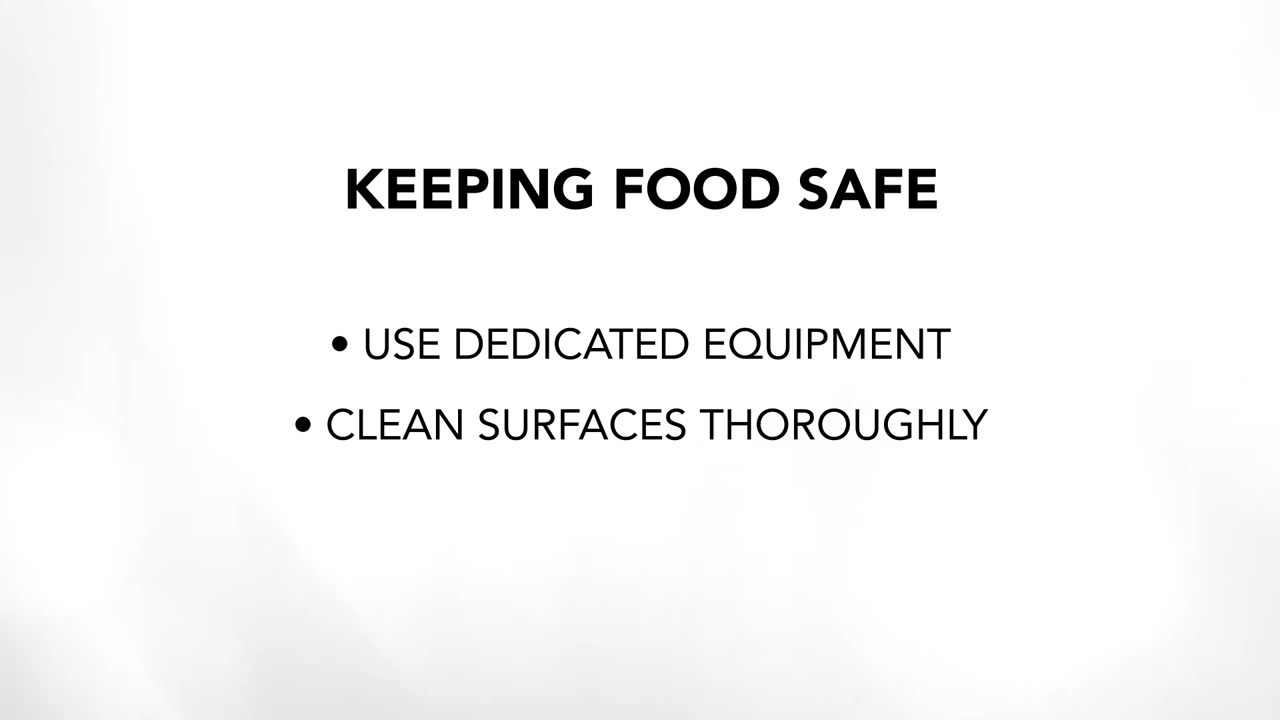 KEEPING FOOD SAFE
• USE DEDICATED EQUIPMENT
• CLEAN SURFACES THOROUGHLY